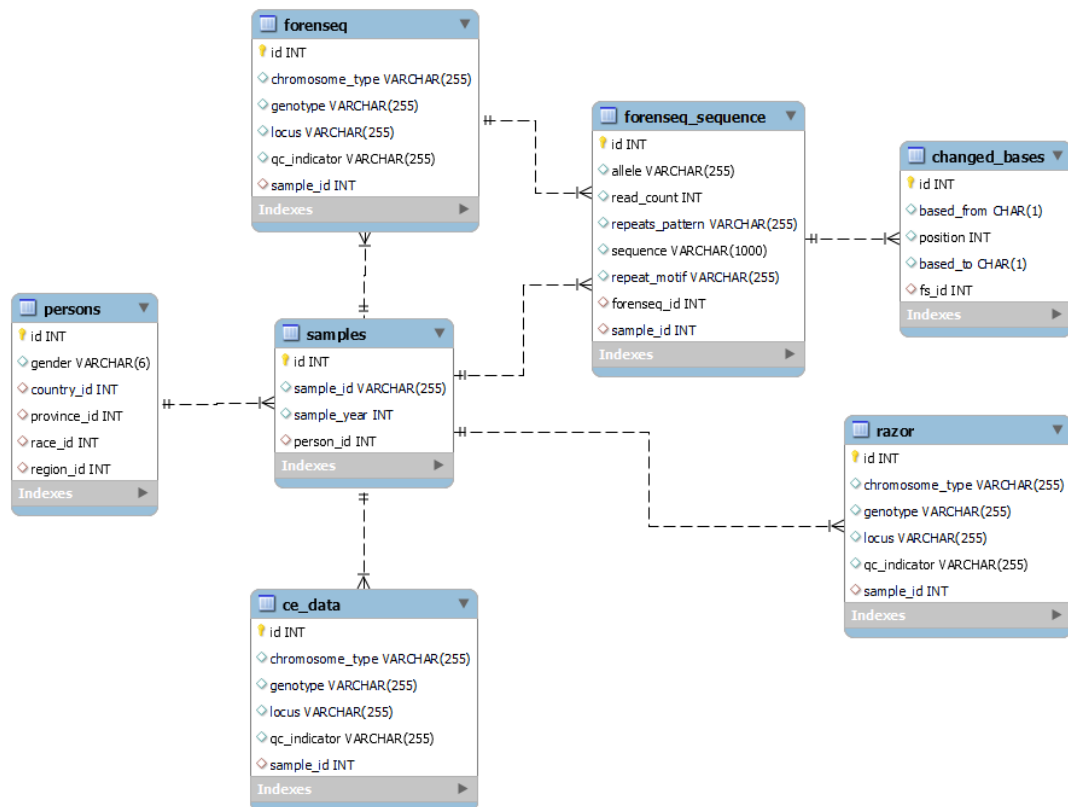 forenseq
id INT
chromosome_type VARCHAR(255)
genotype VARCHAR(255)
locus VARCHAR(255)
qc_indicator VARCHAR(255)
sample_id INT
Indexes
forenseq_sequence
id INT
allele VARCHAR(255)
read_count INT
repeats_pattern VARCHAR(255)
sequence VARCHAR(1000)
repeat_motif VARCHAR(255)
forenseq_id INT
sample_id INT
Indexes
changed_bases
id INT
based_from CHAR(1)
position INT
based_to CHAR(1)
fs_id INT
Indexes
persons
id INT
gender VARCHAR(6)
country_id INT
province_id INT
race_id INT
region_id INT
Indexes
samples
id INT
sample_id VARCHAR(255)
sample_year INT
person_id INT
Indexes
razor
id INT
chromosome_type VARCHAR(255)
genotype VARCHAR(255)
locus VARCHAR(255)
qc_indicator VARCHAR(255)
sample_id INT
Indexes
ce_data
id INT
chromosome_type VARCHAR(255)
genotype VARCHAR(255)
locus VARCHAR(255)
qc_indicator VARCHAR(255)
sample_id INT
Indexes